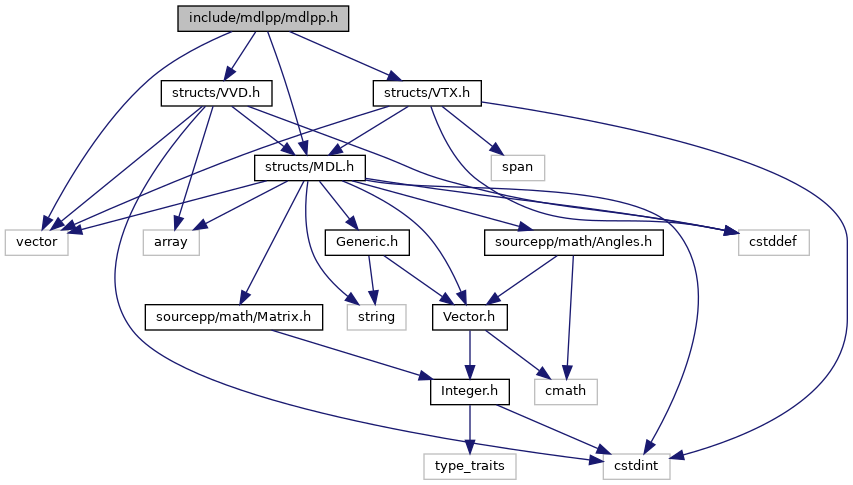 include/mdlpp/mdlpp.h
structs/VVD.h
structs/VTX.h
structs/MDL.h
span
vector
array
Generic.h
sourcepp/math/Angles.h
cstddef
sourcepp/math/Matrix.h
string
Vector.h
Integer.h
cmath
type_traits
cstdint